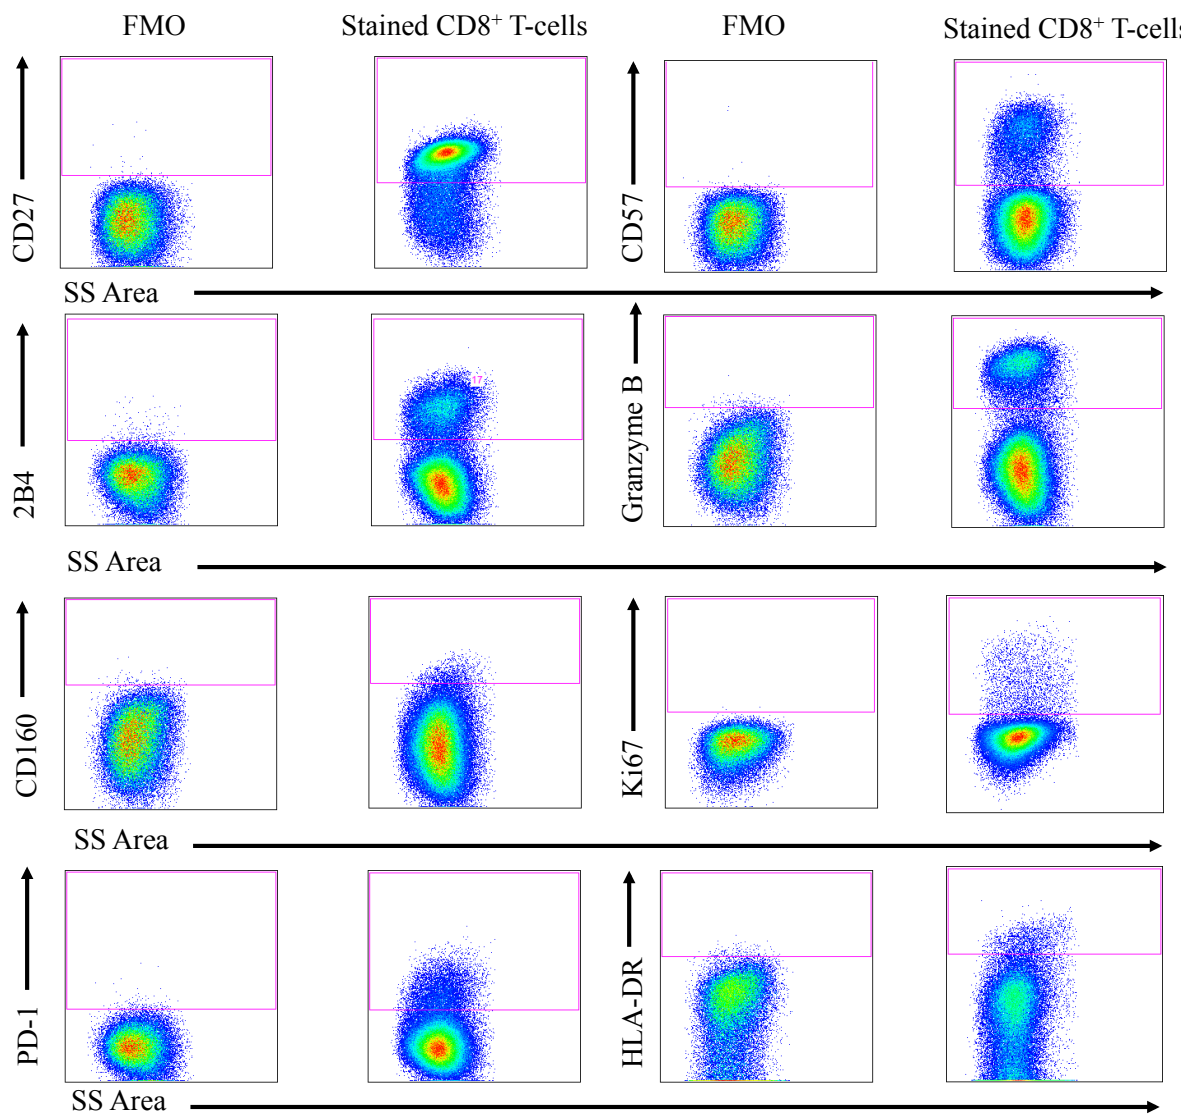 FMO Stained CD8⁺ T-cells FMO Stained CD8⁺ T-cells
CD27 CD57
SS Area
2B4 17 Granzyme B
SS Area
CD160 Ki67
SS Area
PD-1 HLA-DR
SS Area